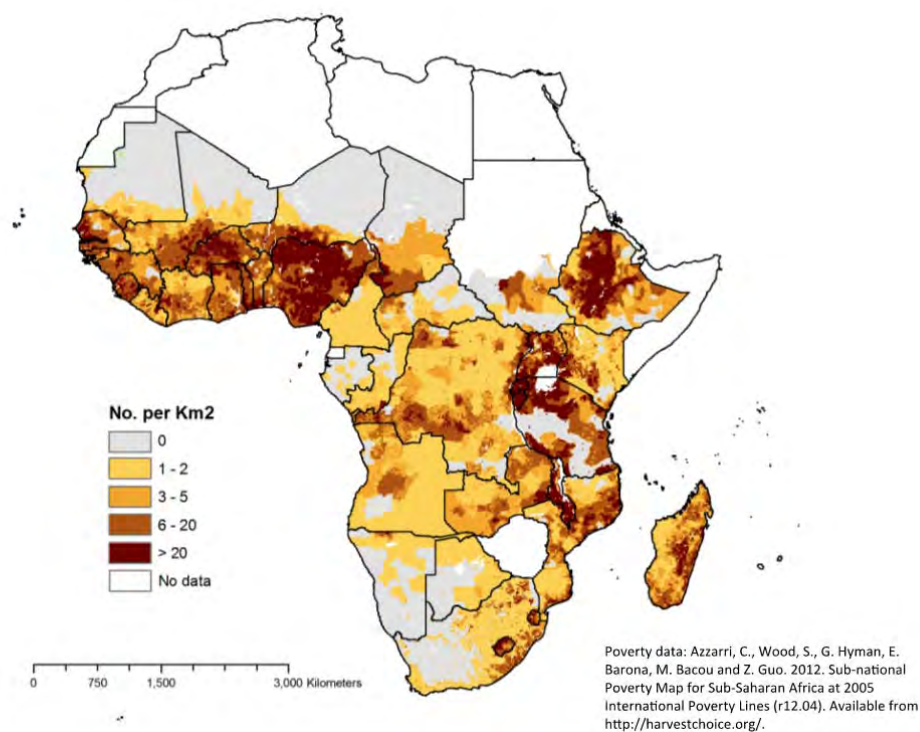 No. per Km2
0
1 - 2
3 - 5
6 - 20
> 20
No data
0 750 1,500 3,000 Kilometers
Poverty data: Azzarri, C., Wood, S., G. Hyman, E.
Barona, M. Bacou and Z. Guo. 2012. Sub-national
Poverty Map for Sub-Saharan Africa at 2005
International Poverty Lines (r12.04). Available from
http://harvestchoice.org/.